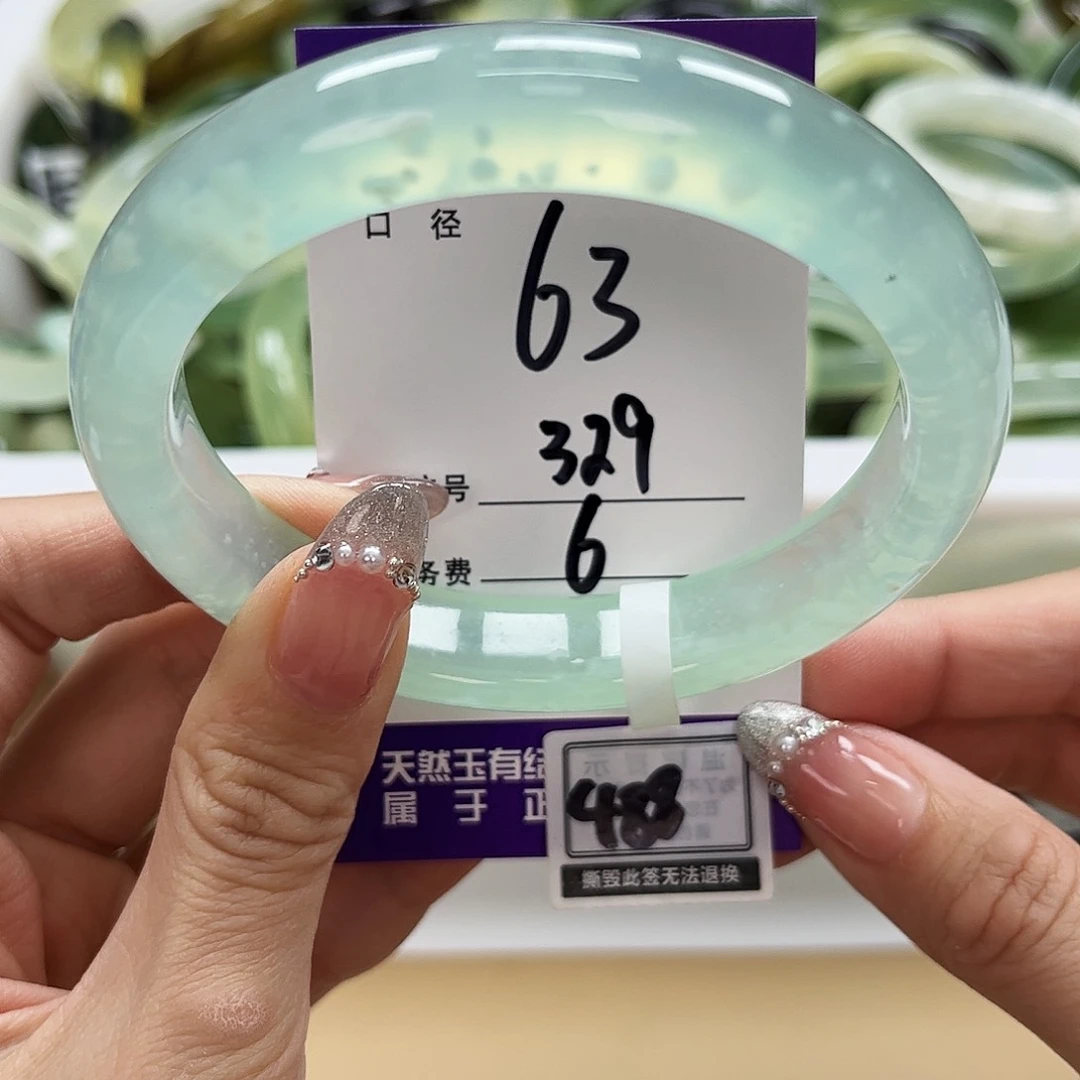 口 径 63
号 329
务费 6
天然玉有结
属 于 正
488
撕毁此签无法退换